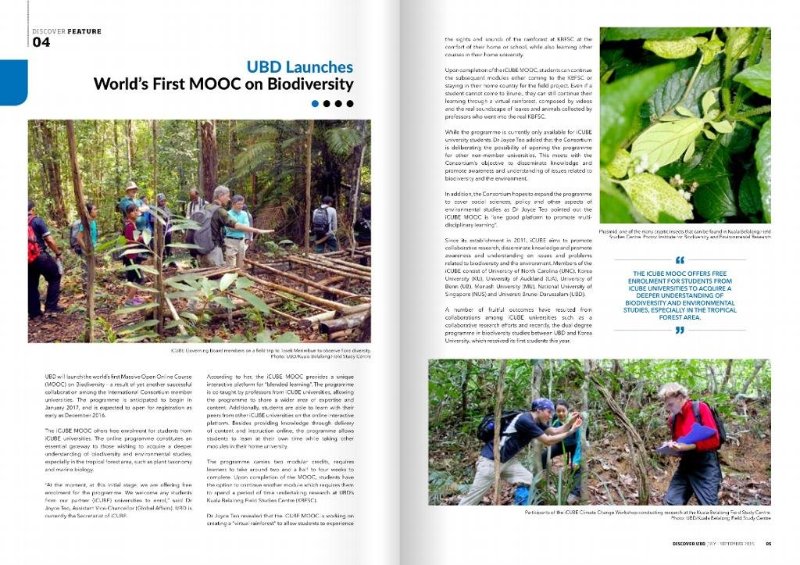 DISCOVER FEATURE
04
UBD Launches
World's First MOOC on Biodiversity
iCUBE Governing Board members on a field trip to Tasek Merimbun to observe flora diversity.
Photo: UBD/Kuala Belalong Field Study Centre
UBD will launch the world's first Massive Open Online Course
(MOOC) on Biodiversity - a result of yet another successful
collaboration among the International Consortium member
universities. The programme is anticipated to begin in
January 2017, and is expected to open for registration as
early as December 2016.
The iCUBE MOOC offers free enrolment for students from
iCUBE universities. The online programme constitutes an
essential gateway to those wishing to acquire a deeper
understanding of biodiversity and environmental studies,
especially in the tropical forest area, such as plant taxonomy
and marine biology.
"At the moment, at this initial stage, we are offering free
enrolment for the programme. We welcome any students
from our partner (iCUBE) universities to enrol," said Dr
Joyce Teo, Assistant Vice-Chancellor (Global Affairs). UBD is
currently the Secretariat of iCUBE.
According to her, the iCUBE MOOC provides a unique
interactive platform for "blended learning". The programme
is co-taught by professors from iCUBE universities, allowing
the programme to share a wider area of expertise and
content. Additionally, students are able to learn with their
peers from other iCUBE universities on the online interactive
platform. Besides providing knowledge through delivery
of content and interaction online, the programme allows
students to learn at their own time while taking other
modules in their home university.
The programme carries two modular credits, requires
learners to take around two and a half to four weeks to
complete. Upon completion of the MOOC, students have
the option to continue another module which requires them
to spend a period of time undertaking research at UBD's
Kuala Belalong Field Studies Centre (KBFSC).
Dr Joyce Teo revealed that the iCUBE MOOC is working on
creating a "virtual rainforest" to allow students to experience
the sights and sounds of the rainforest at KBFSC at the
comfort of their home or school, while also learning other
courses in their home university.
Upon completion of the iCUBE MOOC, students can continue
the subsequent modules either coming to the KBFSC or
staying in their home country for the field project. Even if a
student cannot come to Brunei, they can still continue their
learning through a virtual rainforest, composed by videos
and the real soundscape of leaves and animals collected by
professors who went into the real KBFSC.
While the programme is currently only available for iCUBE
university students, Dr Joyce Teo added that the Consortium
is deliberating the possibility of opening the programme
for other non-member universities. This meets with the
Consortium's objective to disseminate knowledge and
promote awareness and understanding of issues related to
biodiversity and the environment.
In addition, the Consortium hopes to expand the programme
to cover social sciences, policy and other aspects of
environmental studies as Dr Joyce Teo pointed out the
iCUBE MOOC is "one good platform to promote multi-
disciplinary learning".
Since its establishment in 2011, iCUBE aims to promote
collaborative research, disseminate knowledge and promote
awareness and understanding on issues and problems
related to biodiversity and the environment. Members of the
iCUBE consist of University of North Carolina (UNC), Korea
University (KU), University of Auckland (UA), University of
Bonn (UB), Monash University (MU), National University of
Singapore (NUS) and Universiti Brunei Darussalam (UBD).
A number of fruitful outcomes have resulted from
collaborations among iCUBE universities such as a
collaborative research efforts and recently, the dual degree
programme in biodiversity studies between UBD and Korea
University, which received its first students this year.
Phasmid: one of the many cryptic insects that can be found in Kuala Belalong Field
Studies Centre. Photo: Institute for Biodiversity and Environmental Research
“
THE ICUBE MOOC OFFERS FREE
ENROLMENT FOR STUDENTS FROM
ICUBE UNIVERSITIES TO ACQUIRE A
DEEPER UNDERSTANDING OF
BIODIVERSITY AND ENVIRONMENTAL
STUDIES, ESPECIALLY IN THE TROPICAL
FOREST AREA.
”
Participants of the iCUBE Climate Change Workshop conducting research at the Kuala Belalong Field Study Centre.
Photo: UBD/Kuala Belalong Field Study Centre
DISCOVER UBD JULY - SEPTEMBER 2016 05